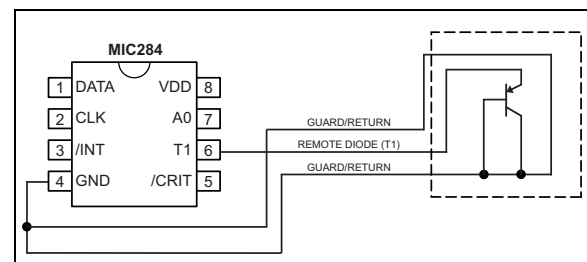 MIC284
1 DATA VDD 8
2 CLK A0 7
3 /INT T1 6
4 GND /CRIT 5
GUARD/RETURN
REMOTE DIODE (T1)
GUARD/RETURN